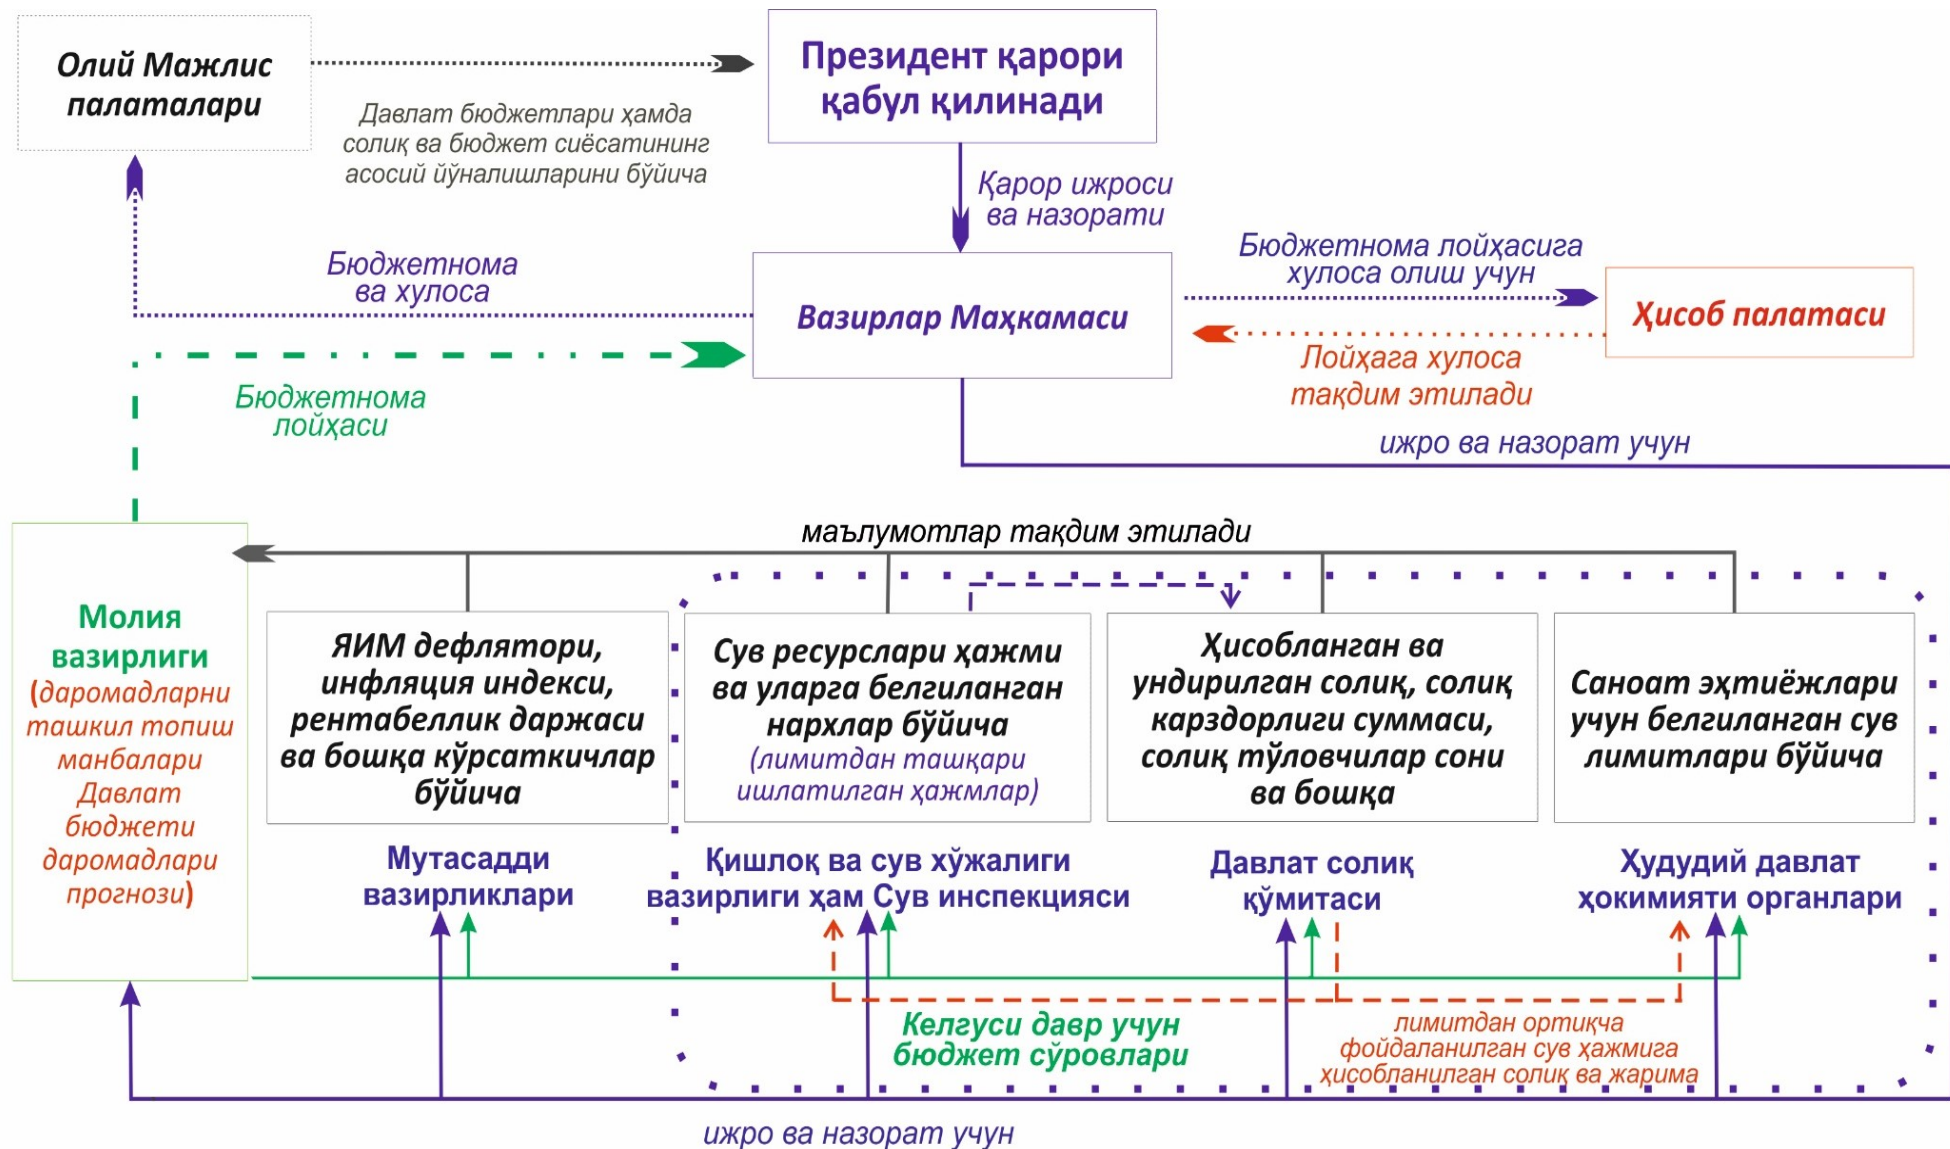 Олий Мажлис
палаталари
Президент қарори
қабул қилинади
Давлат бюджетлари ҳамда
солиқ ва бюджет сиёсатининг
асосий йўналишларини бўйича
Қарор ижроси
ва назорати
Бюджетнома
ва хулоса
Вазирлар Маҳкамаси
Бюджетнома лойҳасига
хулоса олиш учун
Ҳисоб палатаси
Лойҳага хулоса
тақдим этилади
Бюджетнома
лойҳаси
ижро ва назорат учун
маълумотлар тақдим этилади
Молия
вазирлиги
(даромадларни
ташкил топиш
манбалари
Давлат
бюджети
даромадлари
прогнози)
ЯИМ дефлятори,
инфляция индекси,
рентабеллик даржаси
ва бошқа кўрсаткичлар
бўйича
Сув ресурслари ҳажми
ва уларга белгиланган
нархлар бўйича
(лимитдан ташқари
ишлатилган ҳажмлар)
Ҳисобланган ва
ундирилган солиқ, солиқ
карздорлиги суммаси,
солиқ тўловчилар сони
ва бошқа
Саноат эҳтиёжлари
учун белгиланган сув
лимитлари бўйича
Мутасадди
вазирликлари
Қишлоқ ва сув хўжалиги
вазирлиги ҳам Сув инспекцияси
Давлат солиқ
қўмитаси
Ҳудудий давлат
ҳокимияти органлари
Келгуси давр учун
бюджет сўровлари
лимитдан ортиқча
фойдаланилган сув ҳажмига
ҳисобланилган солиқ ва жарима
ижро ва назорат учун